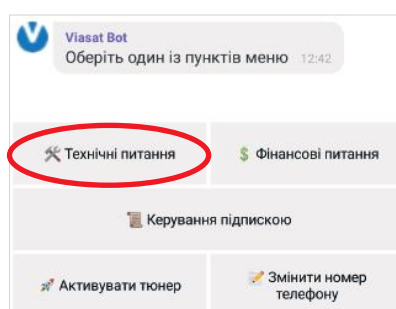 Viasat Bot
Оберіть один із пунктів меню 12:42
🛠 Технічні питання
💲 Фінансові питання
📜 Керування підпискою
🚀 Активувати тюнер
📝 Змінити номер
телефону